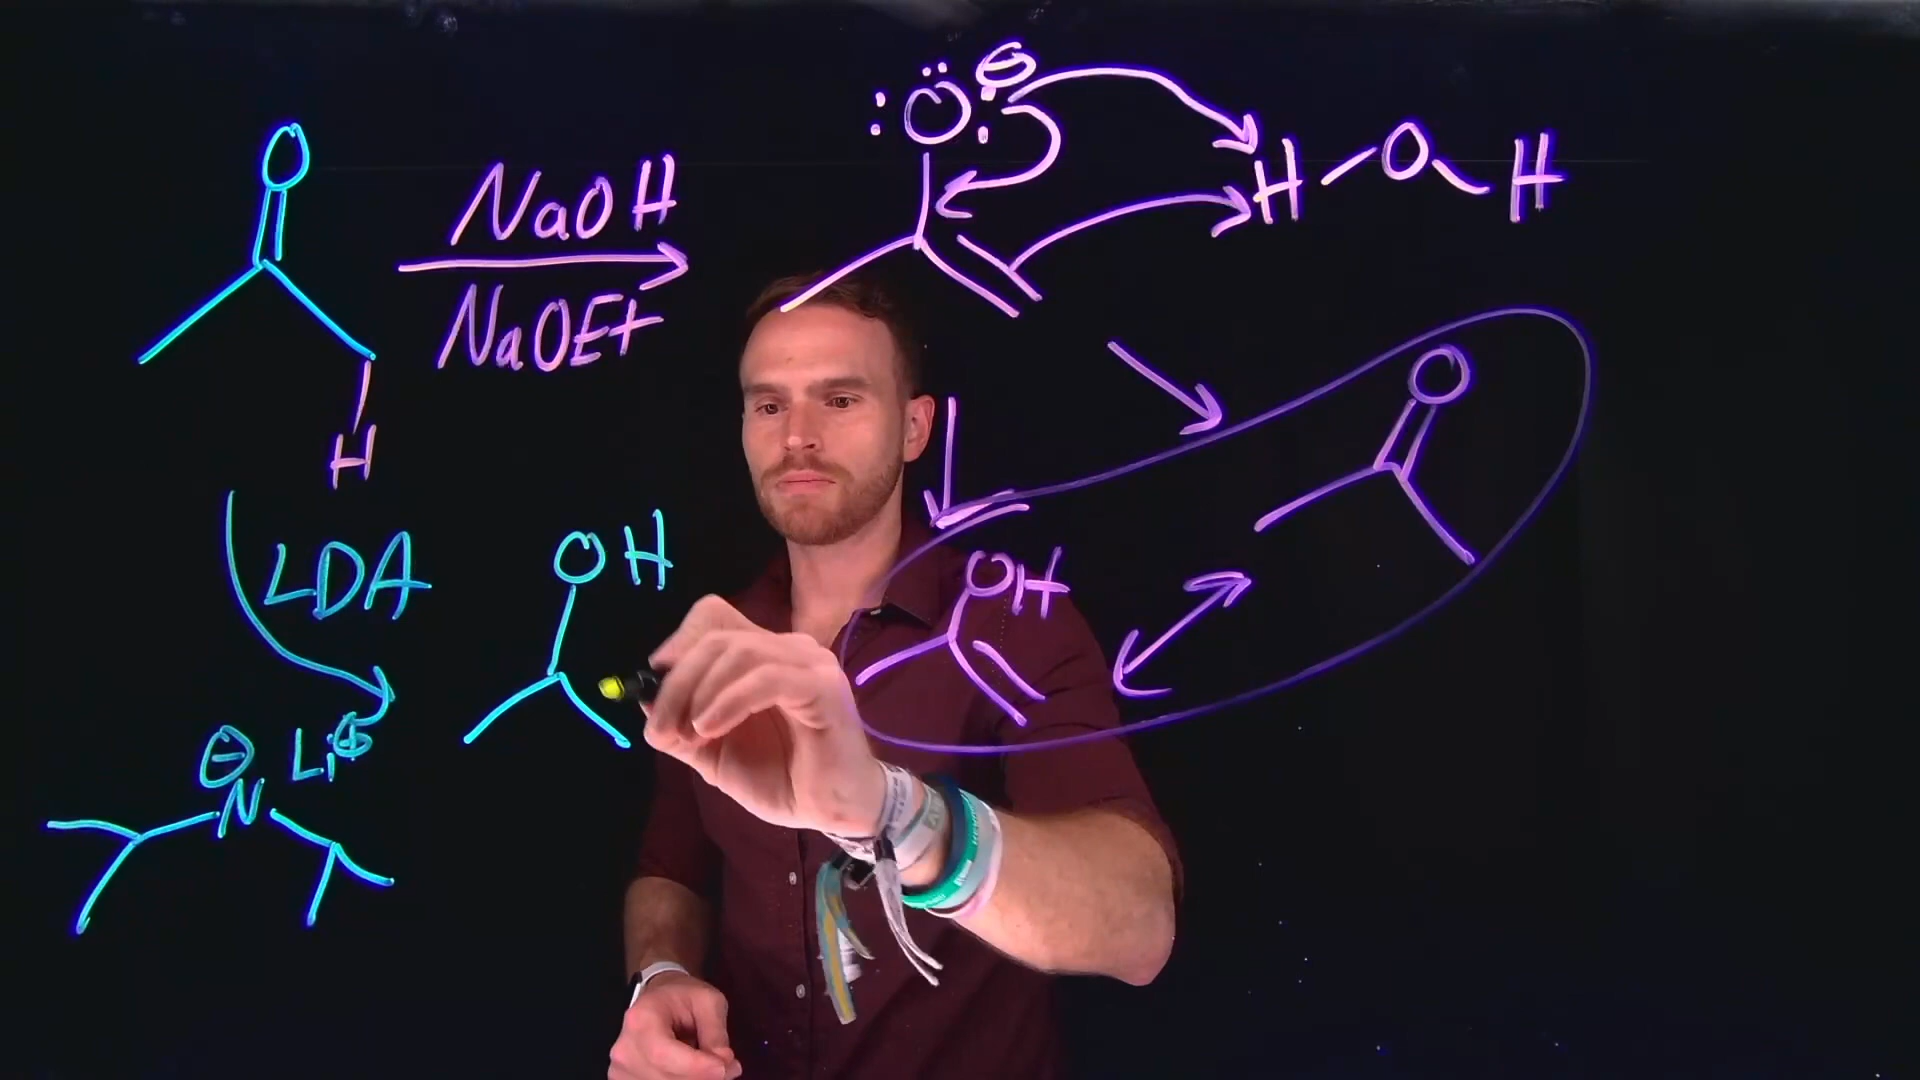 :Ö: ⊖
O
H-O-H
NaOH
NaOEt
O
H
LDA
OH
OH
⊖ Li⊕
N